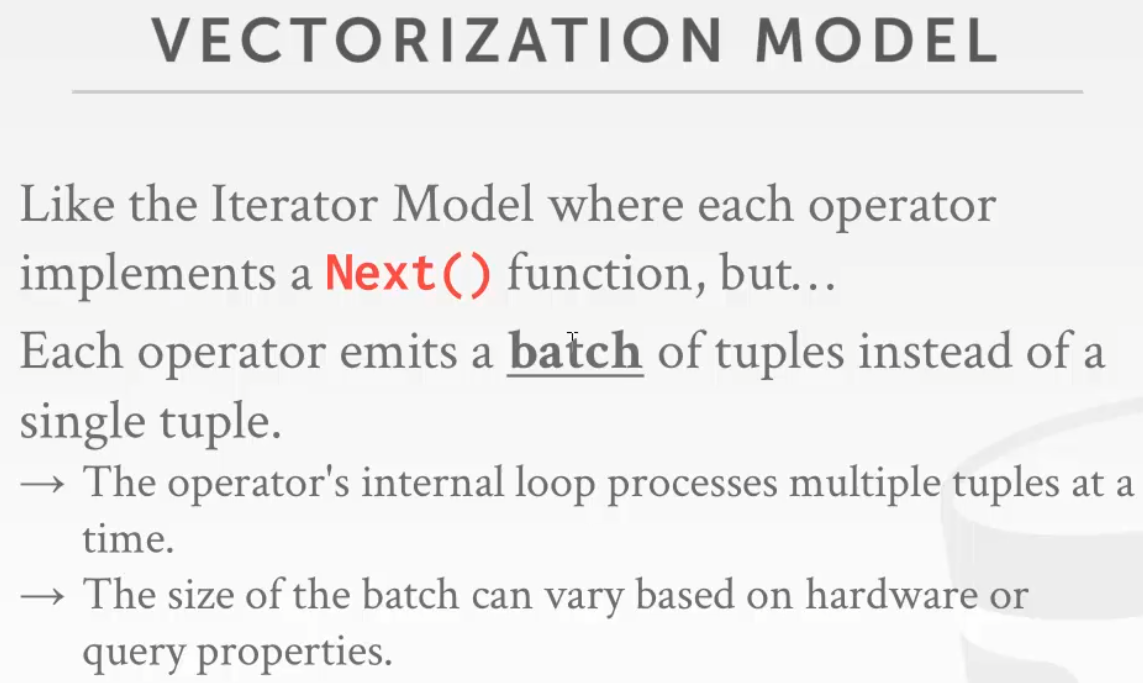 VECTORIZATION MODEL
Like the Iterator Model where each operator
implements a Next() function, but…
Each operator emits a batch of tuples instead of a
single tuple.
→ The operator's internal loop processes multiple tuples at a
time.
→ The size of the batch can vary based on hardware or
query properties.